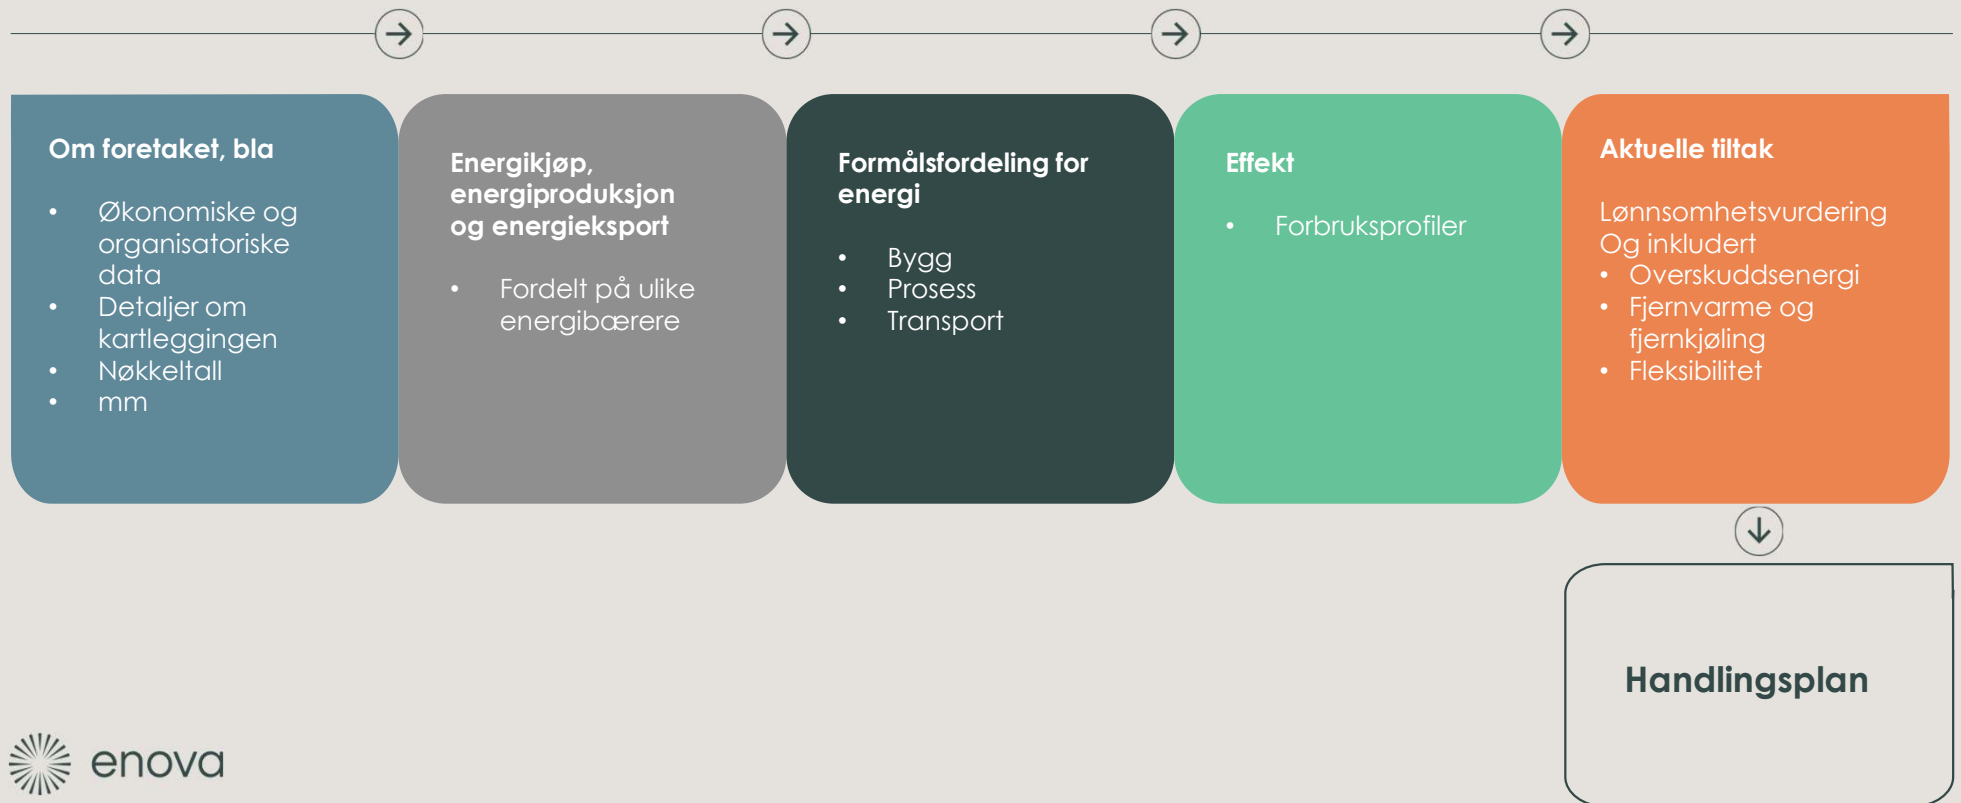 Om foretaket, bla
• Økonomiske og
organisatoriske
data
• Detaljer om
kartleggingen
• Nøkkeltall
• mm
Energikjøp,
energiproduksjon
og energieksport
• Fordelt på ulike
energibærere
Formålsfordeling for
energi
• Bygg
• Prosess
• Transport
Effekt
• Forbruksprofiler
Aktuelle tiltak
Lønnsomhetsvurdering
Og inkludert
• Overskuddsenergi
• Fjernvarme og
fjernkjøling
• Fleksibilitet
Handlingsplan
enova